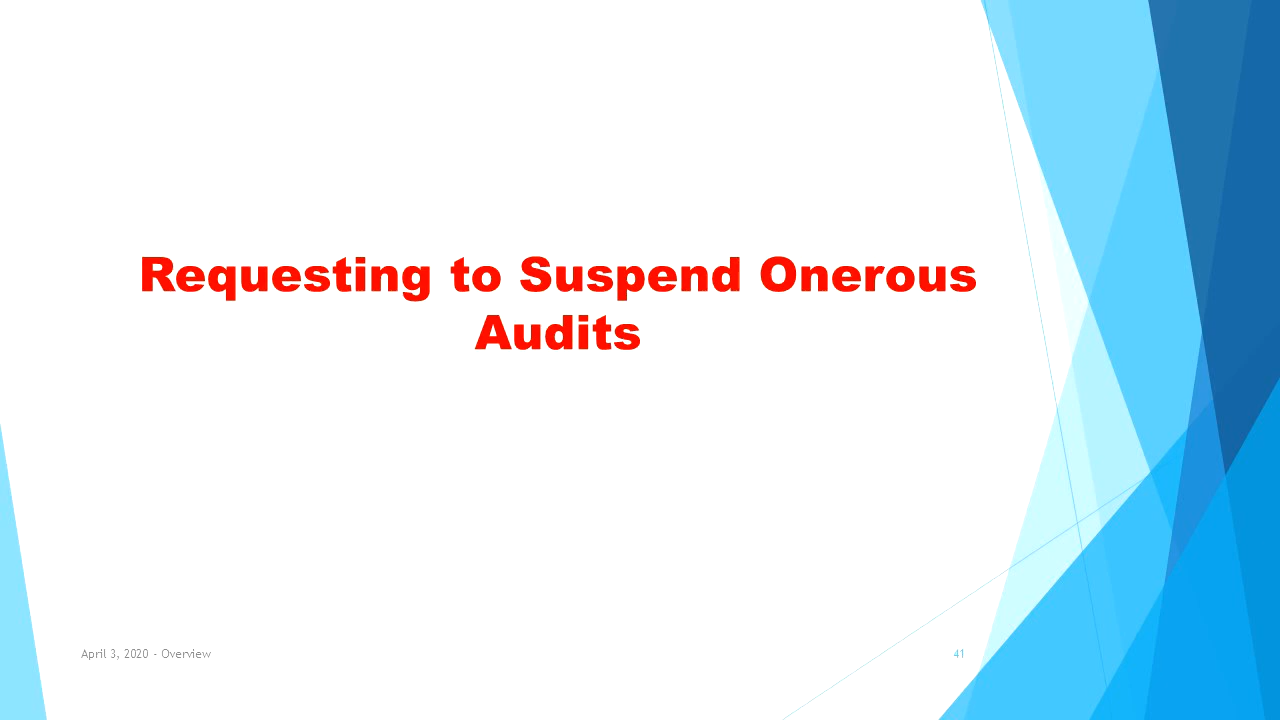 Requesting to Suspend Onerous
Audits
April 3, 2020 - Overview
41